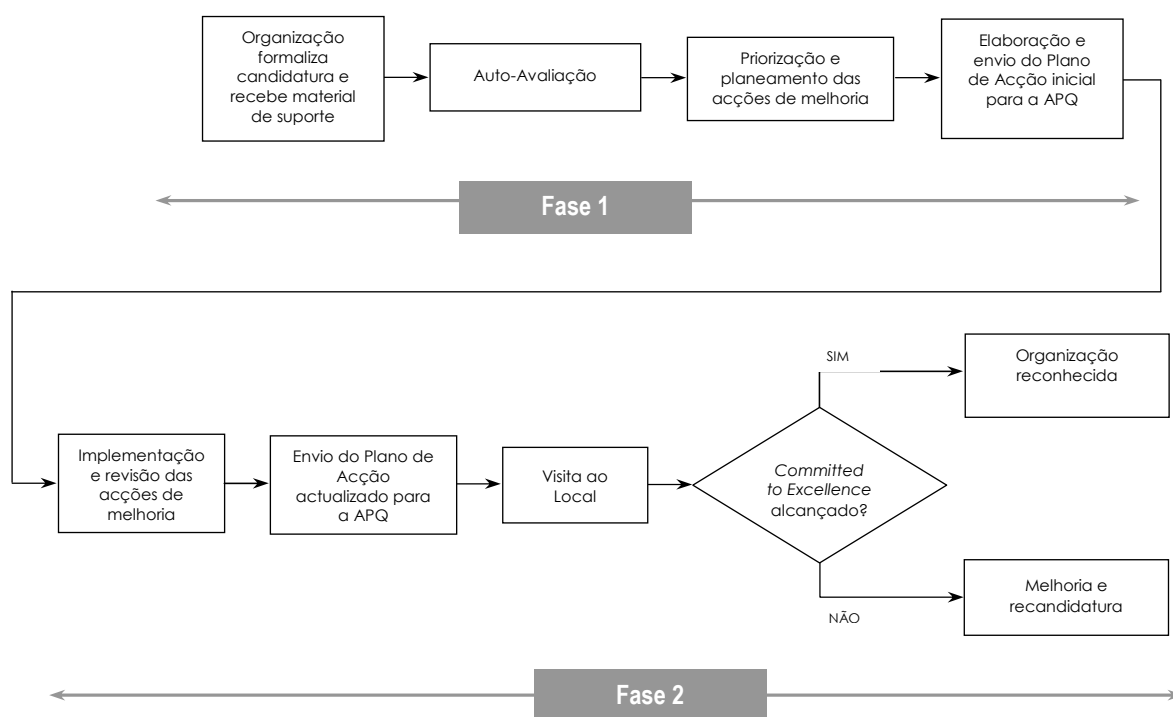 Organização
formaliza
candidatura e
recebe material
de suporte
Auto-Avaliação
Priorização e
planeamento das
acções de melhoria
Elaboração e
envio do Plano
de Acção inicial
para a APQ
Fase 1
Implementação
e revisão das
acções de
melhoria
Envio do Plano de
Acção
actualizado para
a APQ
Visita ao
Local
Committed
to Excellence
alcançado?
SIM
Organização
reconhecida
NÃO
Melhoria e
recandidatura
Fase 2